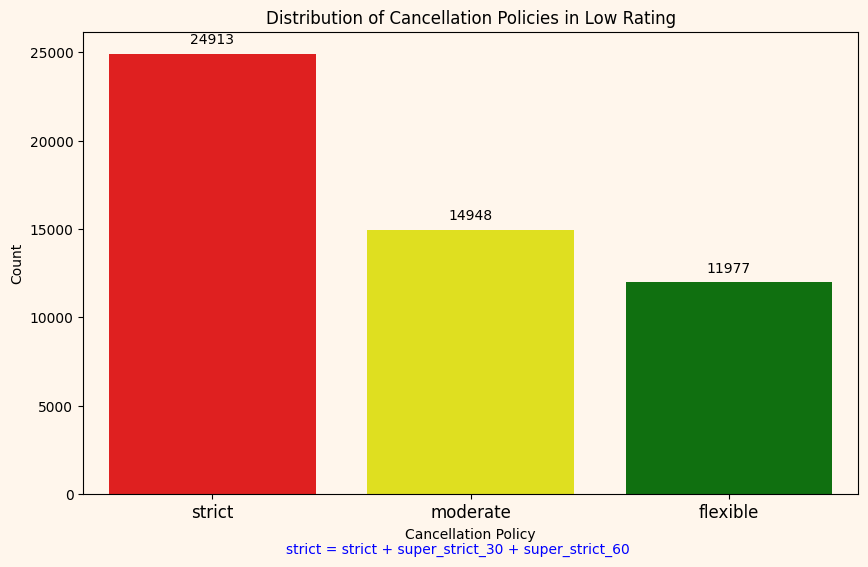 Distribution of Cancellation Policies in Low Rating
24913
25000
20000
15000
10000
5000
0
Count
14948
11977
strict
moderate
flexible
Cancellation Policy
strict = strict + super_strict_30 + super_strict_60